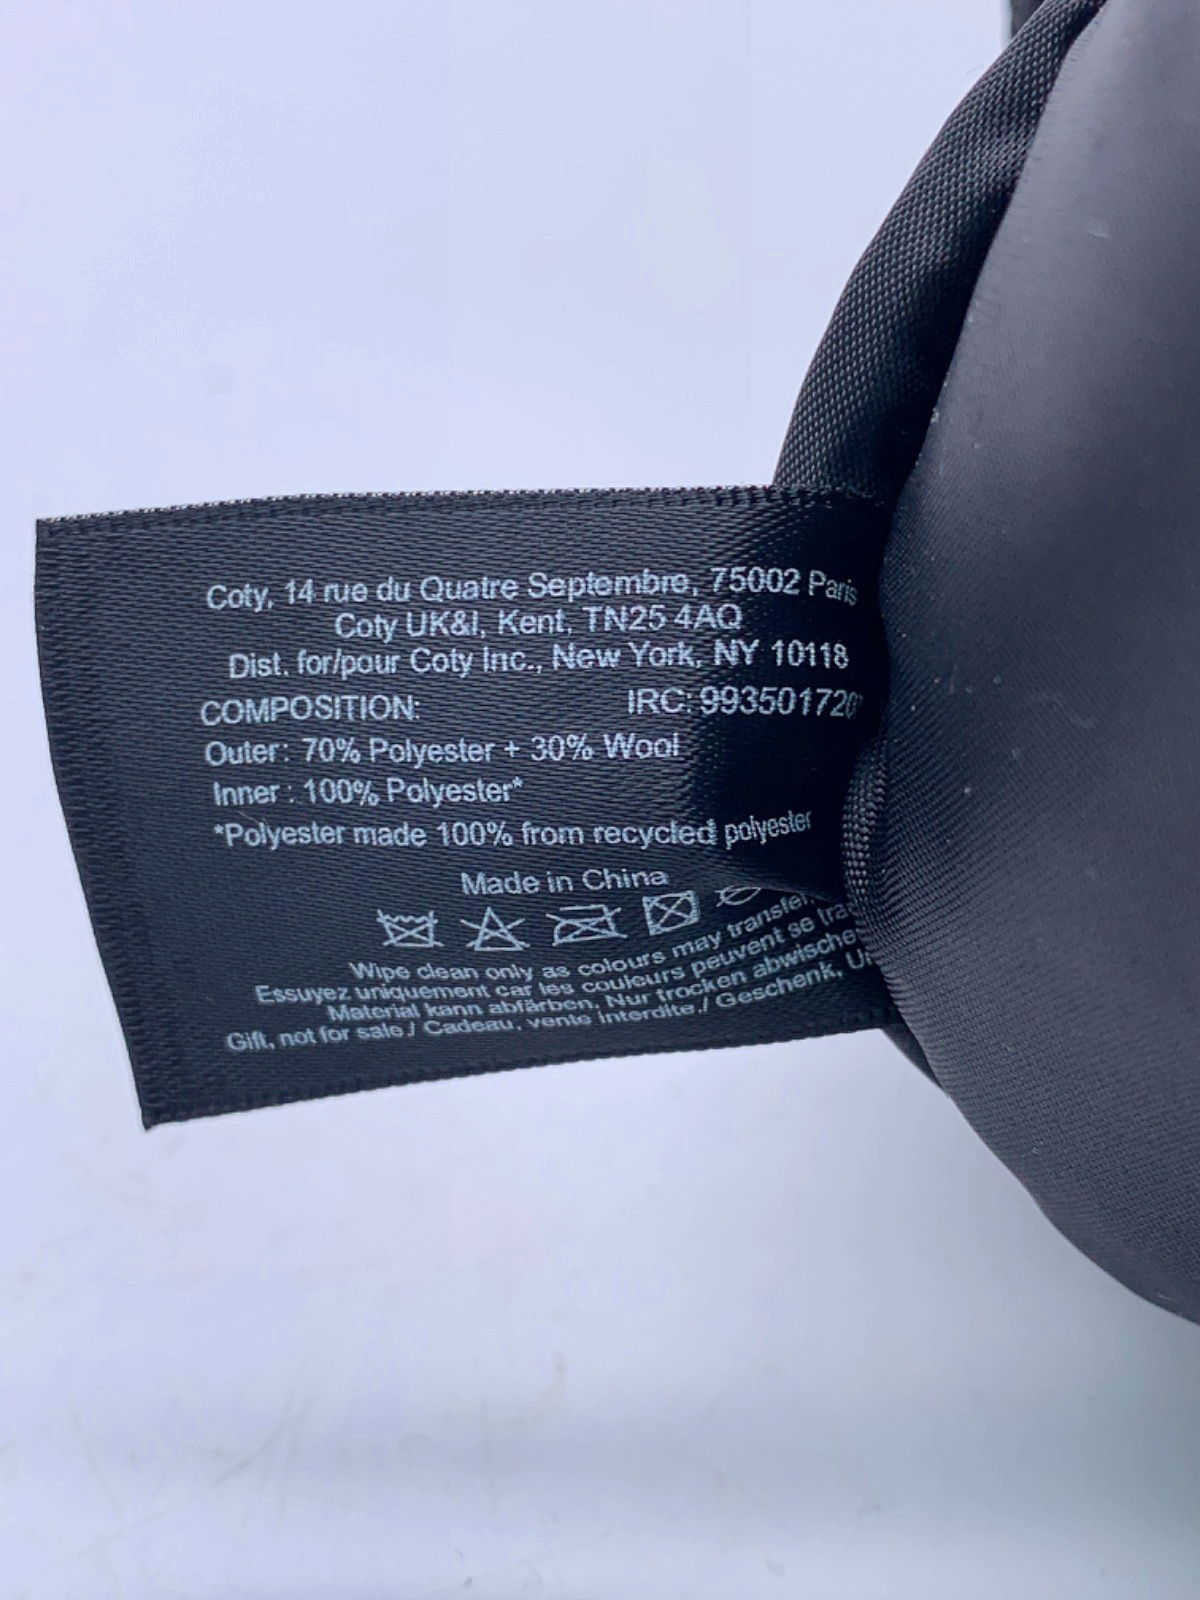 Coty, 14 rue du Quatre Septembre, 75002 Paris
Coty UK&I, Kent, TN25 4AQ
Dist. for/pour Coty Inc., New York, NY 10118
COMPOSITION: IRC:
Outer: 70% Polyester + 30% Wool
Inner : 100% Polyester*
*Polyester made 100% from recycled polyester
Made in China
Wipe clean only as colours may transfer.
Essuyez uniquement car les couleurs peuvent se
Material kann abfärben. Nur trocken
Gift, not for sale./ Cadeau, vente interdite./ Geschenk,